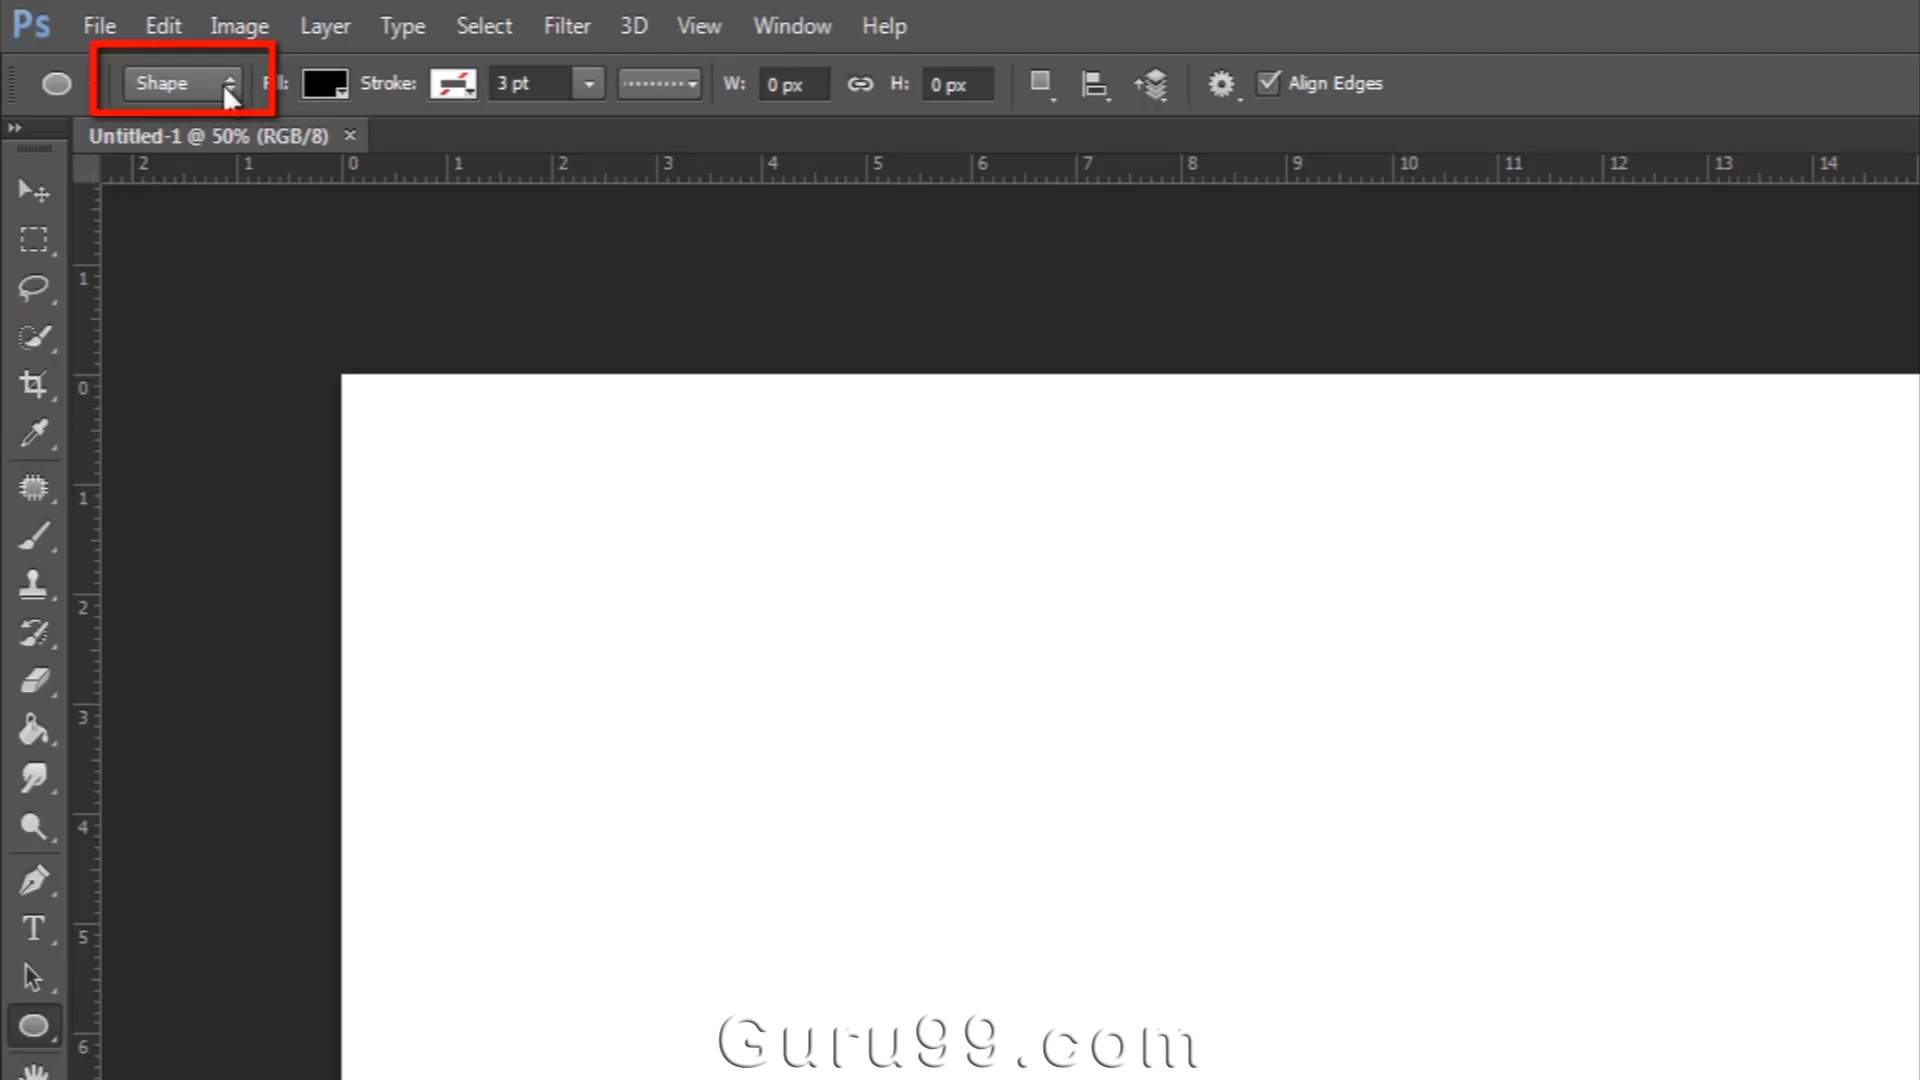 Ps File Edit Image Layer Type Select Filter 3D View Window Help
Shape Fill: Stroke: 3 pt W: 0 px H: 0 px Align Edges
Untitled-1 @ 50% (RGB/8) ×
2 1 0 1 2 3 4 5 6 7 8 9 10 11 12 13 14
1
0
1
2
3
4
T
5
6
Guru99.com